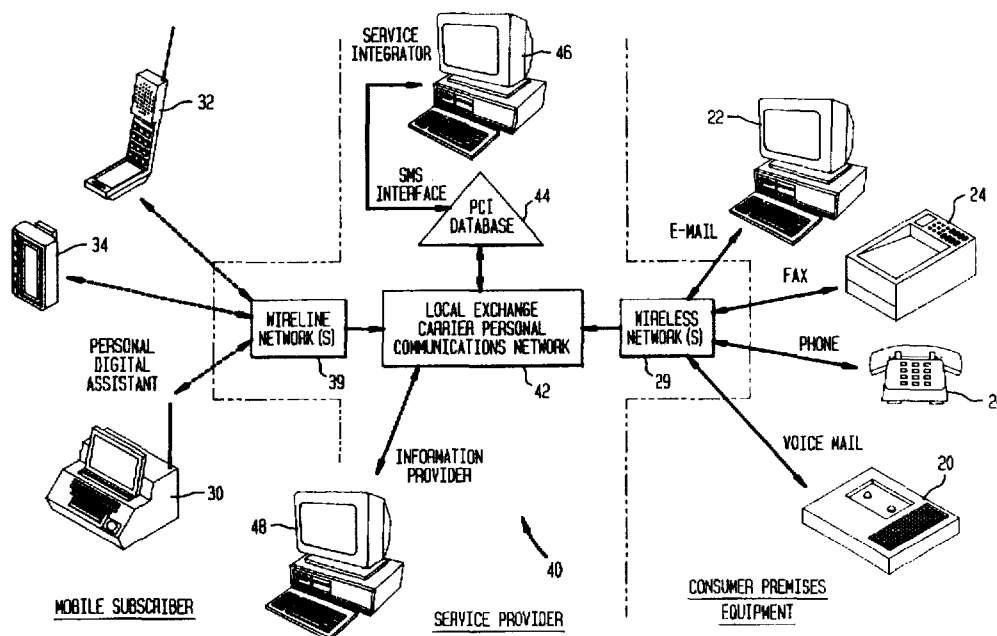 SERVICE
INTEGRATOR
46
32
22
SMS
INTERFACE
44
PCI
DATABASE
24
E-MAIL
34
FAX
WIRELINE
NETWORK(S)
LOCAL EXCHANGE
CARRIER PERSONAL
COMMUNICATIONS NETWORK
WIRELESS
NETWORK(S)
PHONE
PERSONAL
DIGITAL
ASSISTANT
39
42
29
VOICE MAIL
INFORMATION
PROVIDER
20
30
48
40
MOBILE SUBSCRIBER
SERVICE PROVIDER
CONSUMER PREMISES
EQUIPMENT